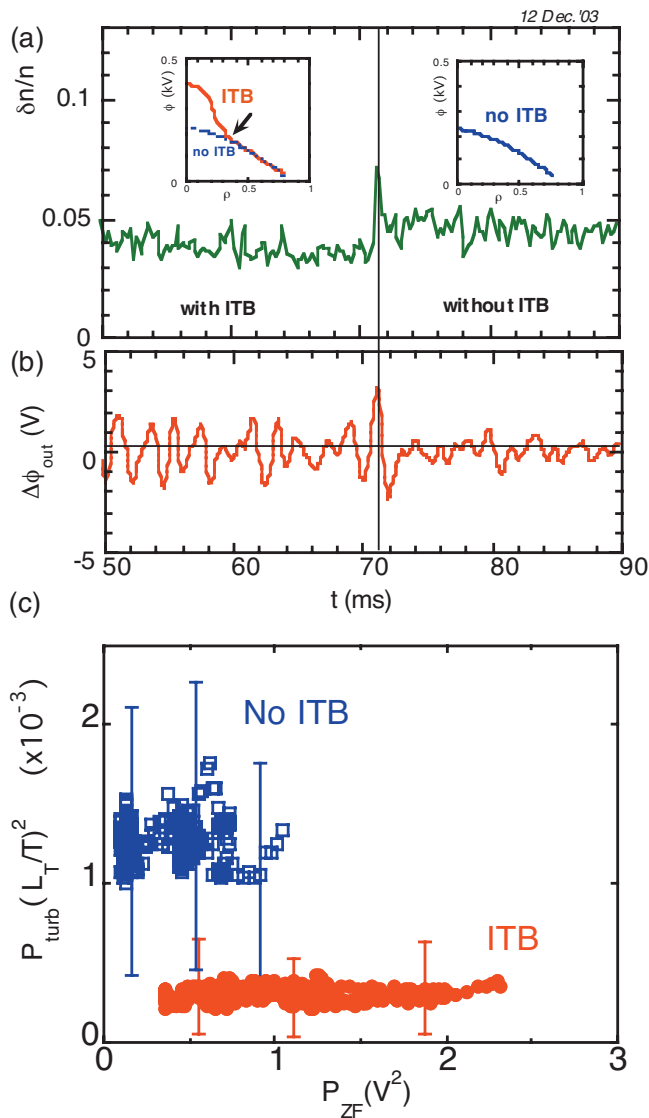 12 Dec.'03
(a)
δn/n
0.1
0.05
0
0.5
ϕ (kV)
0
ITB
no ITB
0
ρ
0.5
1
0.5
ϕ (kV)
0
no ITB
0
ρ
0.5
1
with ITB
without ITB
(b)
Δϕout (V)
5
0
-5
50
60
70
80
90
t (ms)
(c)
Pturb(LT/T)² (x10⁻³)
2
1
0
No ITB
ITB
0
1
2
3
PZF(V²)